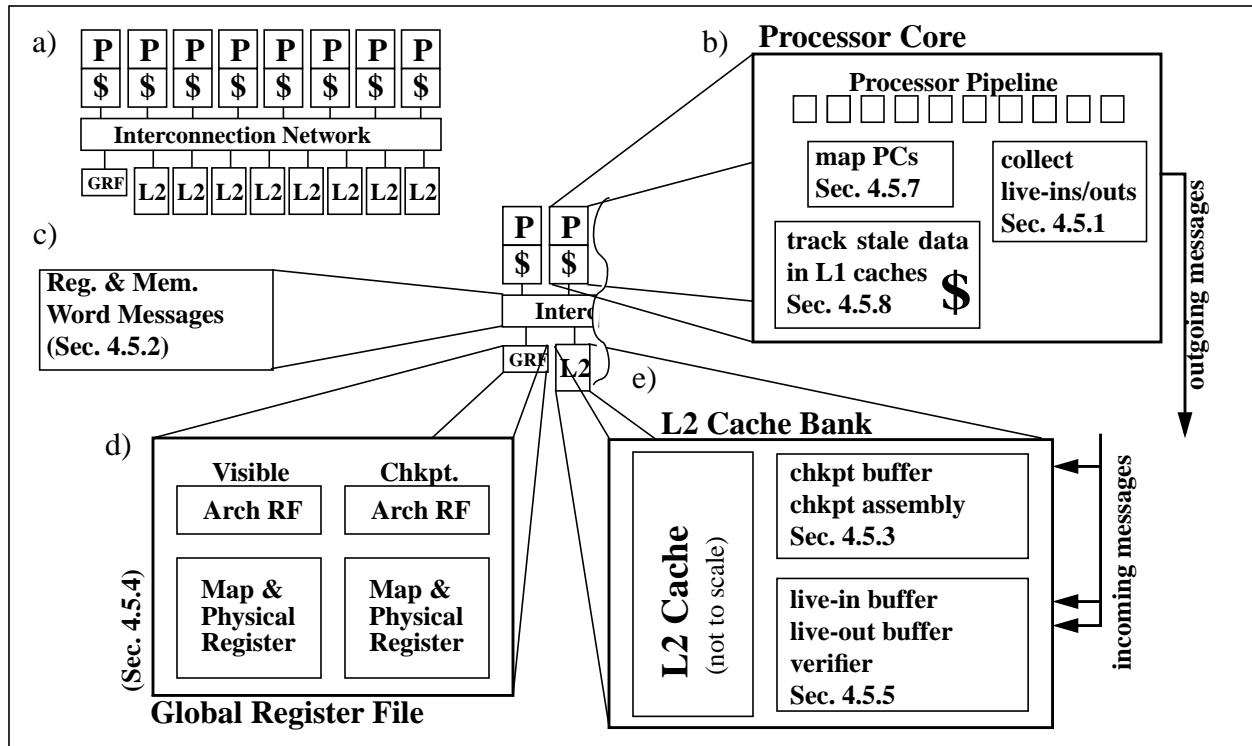 a)
P P P P P P P P
$ $ $ $ $ $ $ $
Interconnection Network
GRF
L2 L2 L2 L2 L2 L2 L2 L2
b)
Processor Core
Processor Pipeline
map PCs
Sec. 4.5.7
collect
live-ins/outs
Sec. 4.5.1
track stale data
in L1 caches
Sec. 4.5.8
$
outgoing messages
c)
Reg. & Mem.
Word Messages
(Sec. 4.5.2)
P P
$ $
Interc
GRF
L2
d)
Visible
Chkpt.
Arch RF
Arch RF
Map &
Physical
Register
Map &
Physical
Register
(Sec. 4.5.4)
Global Register File
e)
L2 Cache Bank
L2 Cache
(not to scale)
chkpt buffer
chkpt assembly
Sec. 4.5.3
live-in buffer
live-out buffer
verifier
Sec. 4.5.5
incoming messages